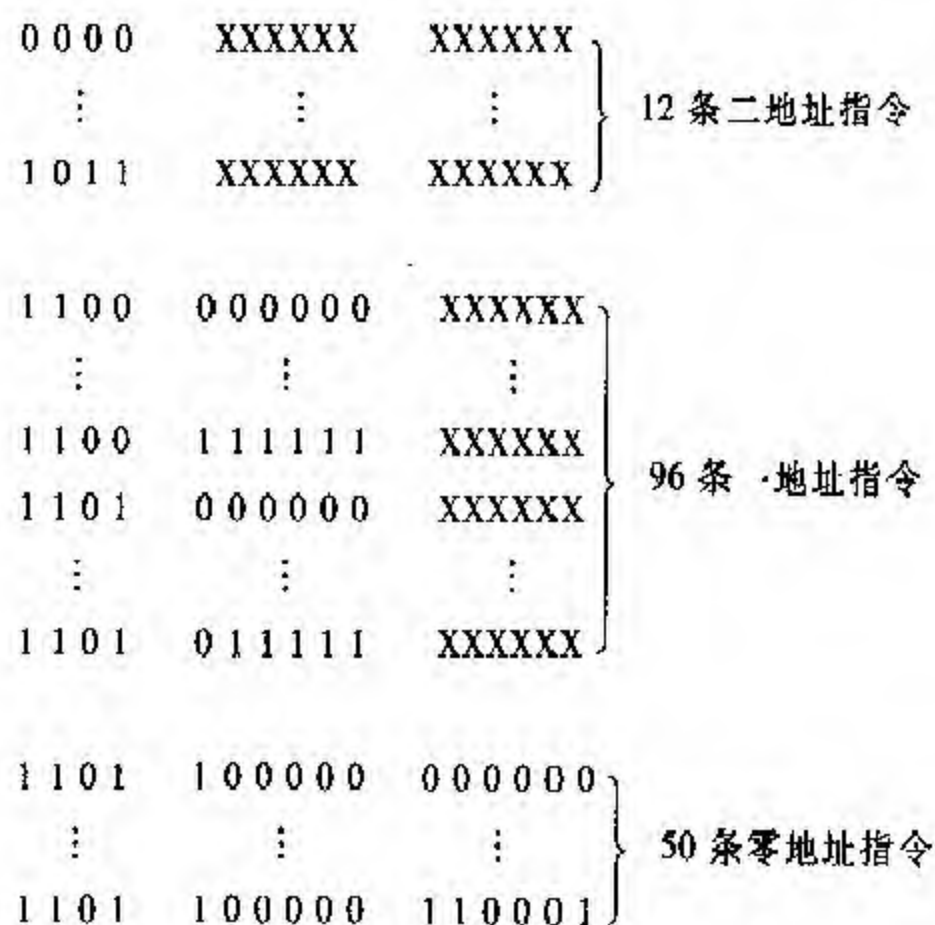 0000 XXXXXX XXXXXX
⋮ ⋮ ⋮ 12 条二地址指令
1011 XXXXXX XXXXXX
1100 000000 XXXXXX
⋮ ⋮ ⋮
1100 111111 XXXXXX
96 条 地址指令
1101 000000 XXXXXX
⋮ ⋮ ⋮
1101 011111 XXXXXX
1101 100000 000000
⋮ ⋮ ⋮ 50 条零地址指令
1101 100000 110001